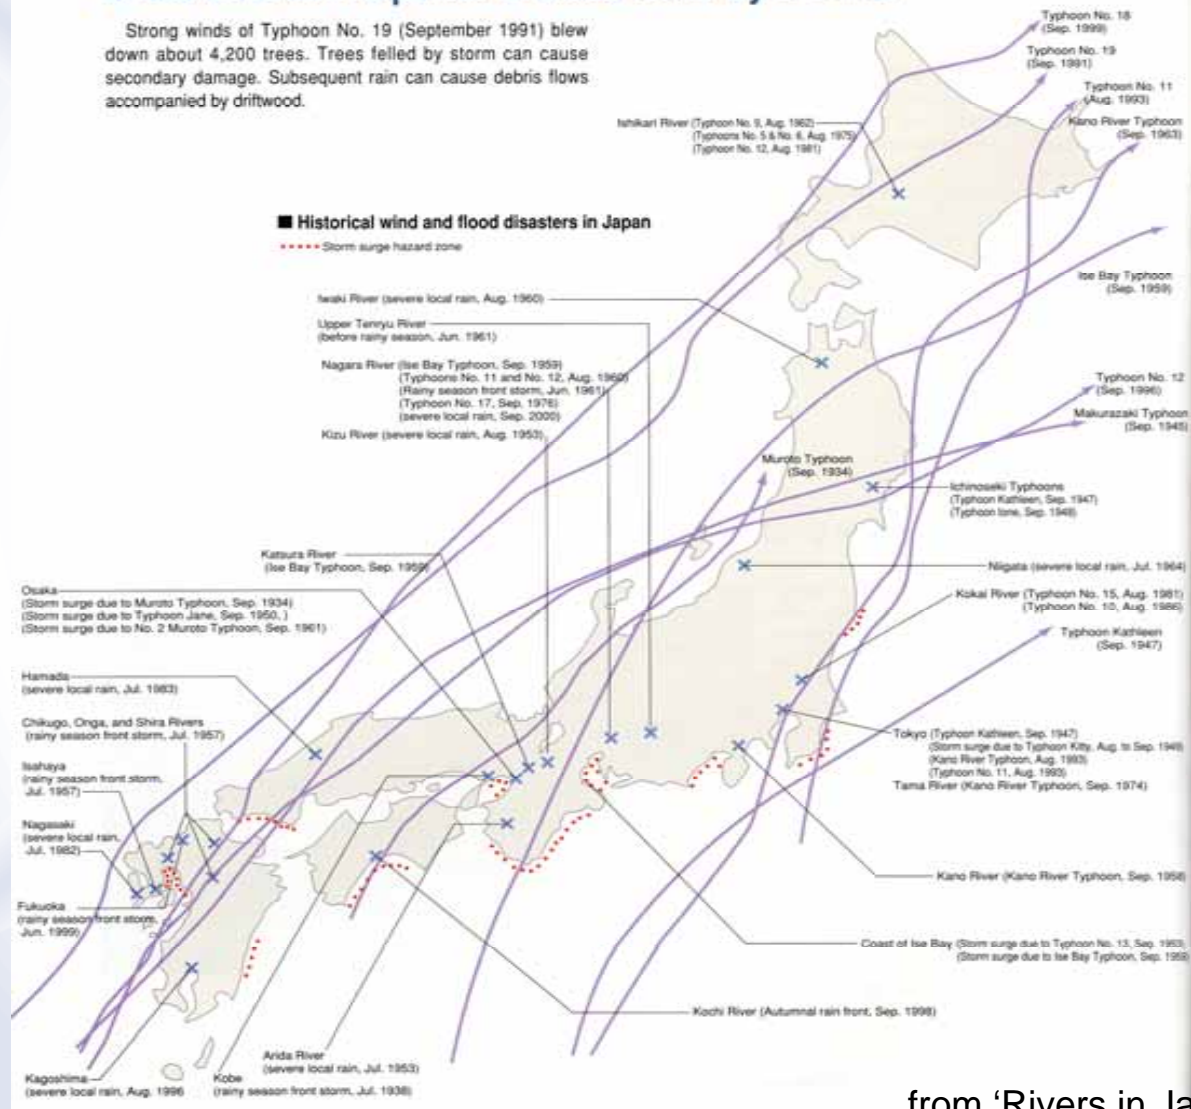 Strong winds of Typhoon No. 19 (September 1991) blew
down about 4,200 trees. Trees felled by storm can cause
secondary damage. Subsequent rain can cause debris flows
accompanied by driftwood.
Typhoon No. 18
(Sep. 1999)
Typhoon No. 19
(Sep. 1991)
Typhoon No. 11
(Aug. 1993)
Kano River Typhoon
(Sep. 1963)
Ishikari River (Typhoon No. 9, Aug. 1962)
(Typhoons No. 5 & No. 6, Aug. 1975)
(Typhoon No. 12, Aug. 1981)
■ Historical wind and flood disasters in Japan
Storm surge hazard zone
Ise Bay Typhoon
(Sep. 1959)
Iwaki River (severe local rain, Aug. 1960)
Upper Tenryu River
(before rainy season, Jun. 1961)
Nagara River (Ise Bay Typhoon, Sep. 1959)
(Typhoons No. 11 and No. 12, Aug. 1960)
(Rainy season front storm, Jun. 1961)
(Typhoon No. 17, Sep. 1976)
(severe local rain, Sep. 2000)
Kizu River (severe local rain, Aug. 1953)
Typhoon No. 12
(Sep. 1996)
Makurazaki Typhoon
(Sep. 1945)
Muroto Typhoon
(Sep. 1934)
Ichinoseki Typhoons
(Typhoon Kathleen, Sep. 1947)
(Typhoon Ione, Sep. 1948)
Katsura River
(Ise Bay Typhoon, Sep. 1959)
Niigata (severe local rain, Jul. 1964)
Osaka
(Storm surge due to Muroto Typhoon, Sep. 1934)
(Storm surge due to Typhoon Jane, Sep. 1950, )
(Storm surge due to No. 2 Muroto Typhoon, Sep. 1961)
Kokai River (Typhoon No. 15, Aug. 1981)
(Typhoon No. 10, Aug. 1986)
Typhoon Kathleen
(Sep. 1947)
Hamada
(severe local rain, Jul. 1983)
Chikugo, Onga, and Shira Rivers
(rainy season front storm, Jul. 1957)
Isahaya
(rainy season front storm,
Jul. 1957)
Nagasaki
(severe local rain,
Jul. 1982)
Fukuoka
(rainy season front storm,
Jun. 1999)
Tokyo (Typhoon Kathleen, Sep. 1947)
(Storm surge due to Typhoon Kitty, Aug. to Sep. 1949)
(Kano River Typhoon, Aug. 1993)
(Typhoon No. 11, Aug. 1993)
Tama River (Kano River Typhoon, Sep. 1974)
Kano River (Kano River Typhoon, Sep. 1958
Coast of Ise Bay (Storm surge due to Typhoon No. 13, Sep. 1953)
(Storm surge due to Ise Bay Typhoon, Sep. 1959
Kochi River (Autumnal rain front, Sep. 1998)
Arida River
(severe local rain, Jul. 1953)
Kagoshima
(severe local rain, Aug. 1996
Kobe
(rainy season front storm, Jul. 1938)
from 'Rivers in